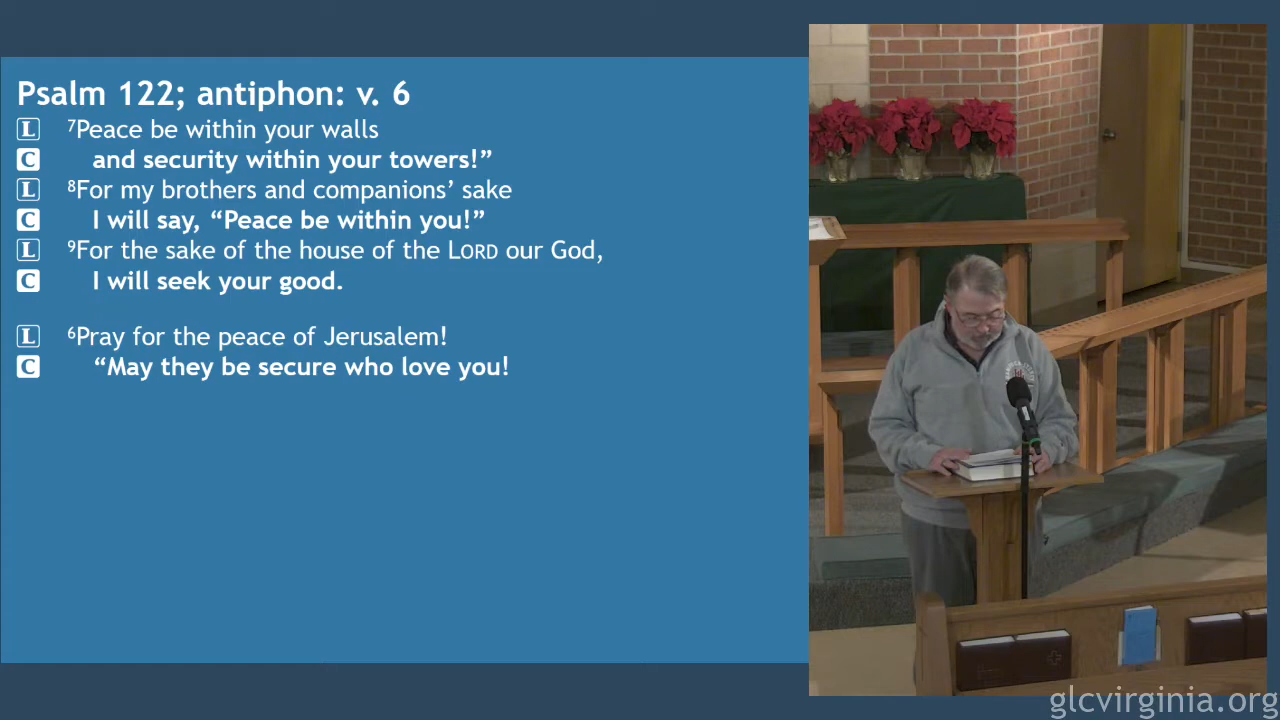 Psalm 122; antiphon: v. 6
L ⁷Peace be within your walls
C and security within your towers!”
L ⁸For my brothers and companions’ sake
C I will say, “Peace be within you!”
L ⁹For the sake of the house of the LORD our God,
C I will seek your good.
L ⁶Pray for the peace of Jerusalem!
C “May they be secure who love you!
glcvirginia.org